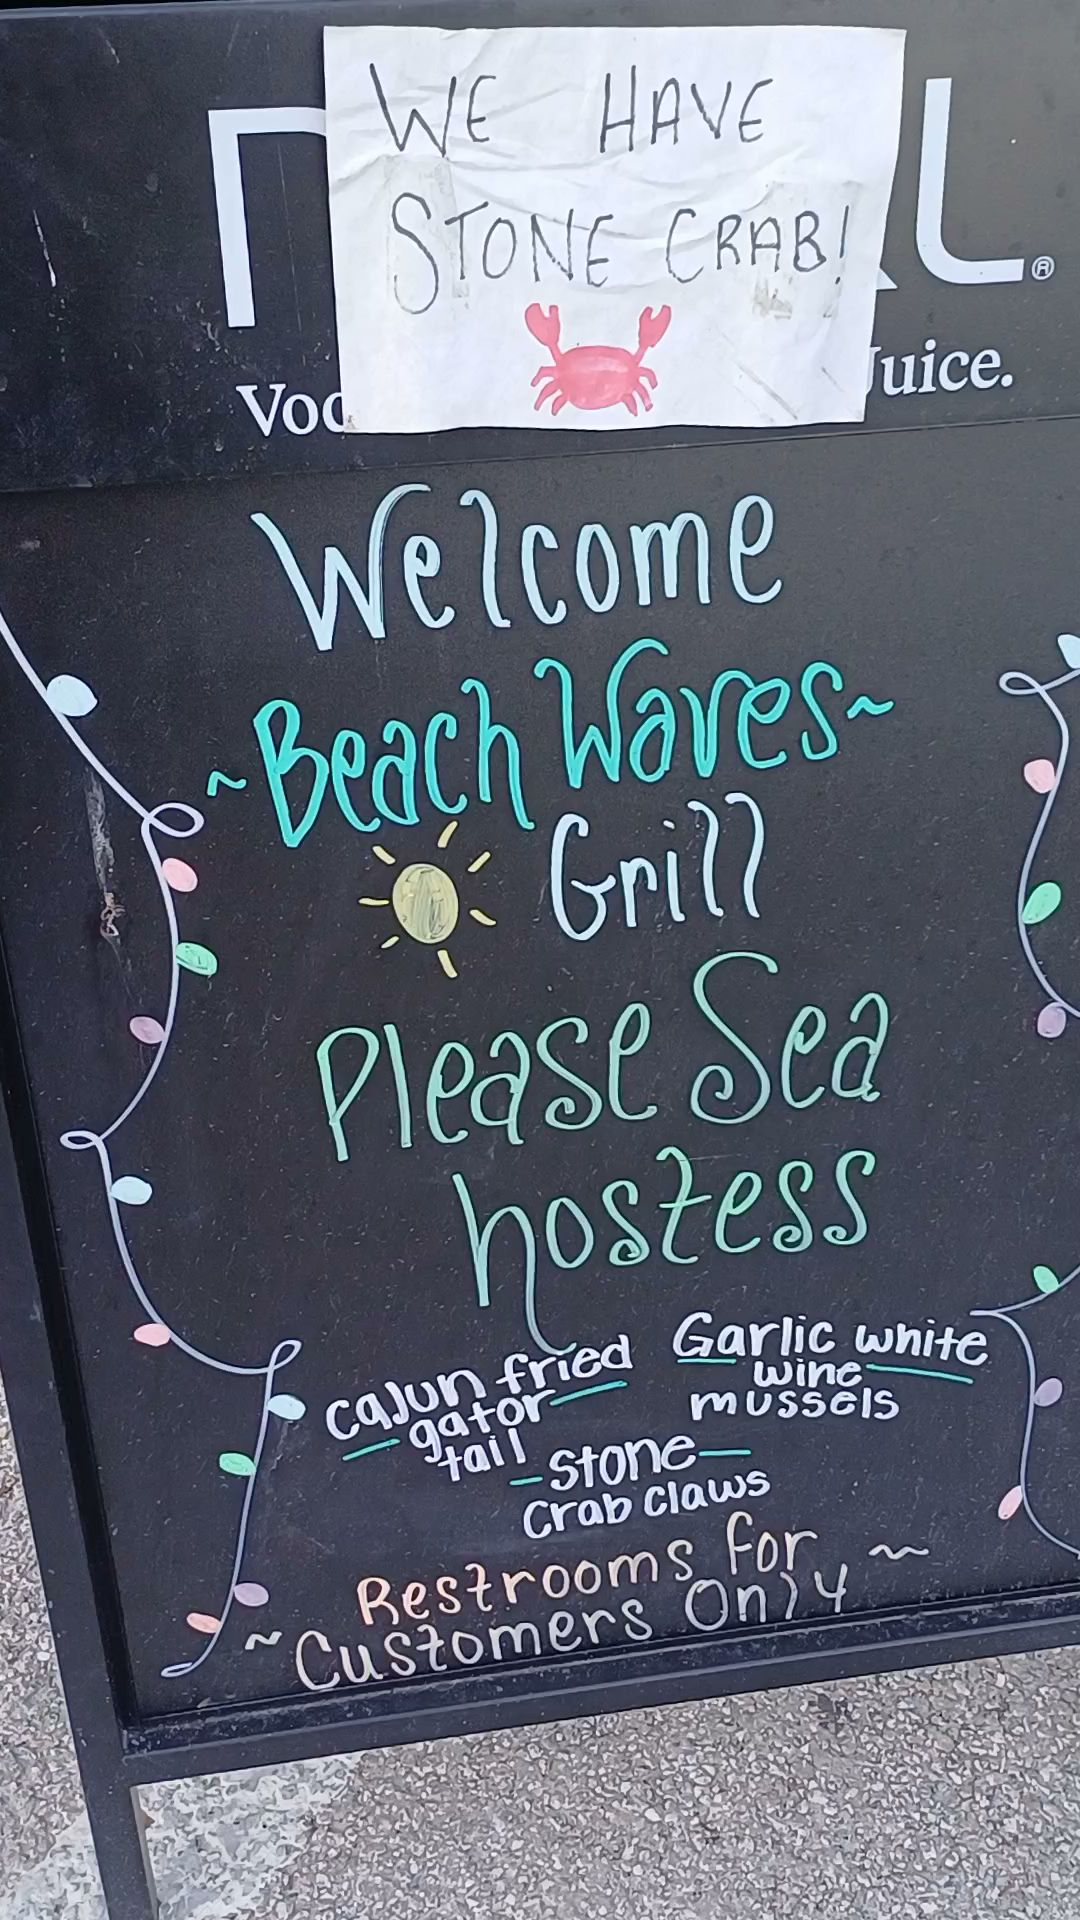 WE HAVE
STONE CRAB!
®
Juice.
Welcome
~Beach Waves~
Grill
Please Sea
hostess
Cajun fried
gator
tail
Garlic white
wine
mussels
Stone
Crab claws
Restrooms for ~
~Customers Only